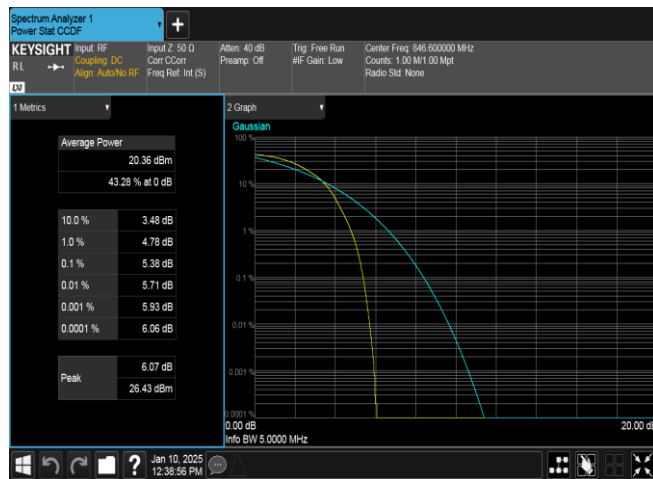 Spectrum Analyzer 1
Power Stat CCDF
+
KEYSIGHT
RL
LXI
Input: RF
Coupling: DC
Align: Auto/No RF
Input Z: 50 Ω
Corr CCorr
Freq Ref: Int (S)
Atten: 40 dB
Preamp: Off
Trig: Free Run
#IF Gain: Low
Center Freq: 846.600000 MHz
Counts: 1.00 M/1.00 Mpt
Radio Std: None
1 Metrics
Average Power
20.36 dBm
43.28 % at 0 dB
10.0 % 3.48 dB
1.0 % 4.78 dB
0.1 % 5.38 dB
0.01 % 5.71 dB
0.001 % 5.93 dB
0.0001 % 6.06 dB
Peak
6.07 dB
26.43 dBm
2 Graph
Gaussian
100 %
10 %
1 %
0.1 %
0.01 %
0.001 %
0.0001 %
0.00 dB
20.00 dB
Info BW 5.0000 MHz
?
Jan 10, 2025
12:38:56 PM